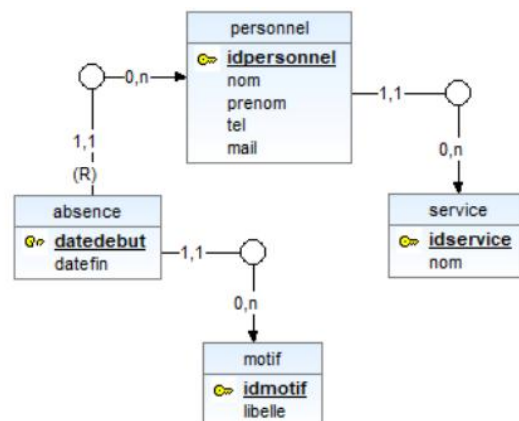 personnel
idpersonnel
nom
prenom
tel
mail
0,n
1,1
1,1
(R)
0,n
absence
datedebut
datefin
1,1
service
idservice
nom
0,n
motif
idmotif
libelle